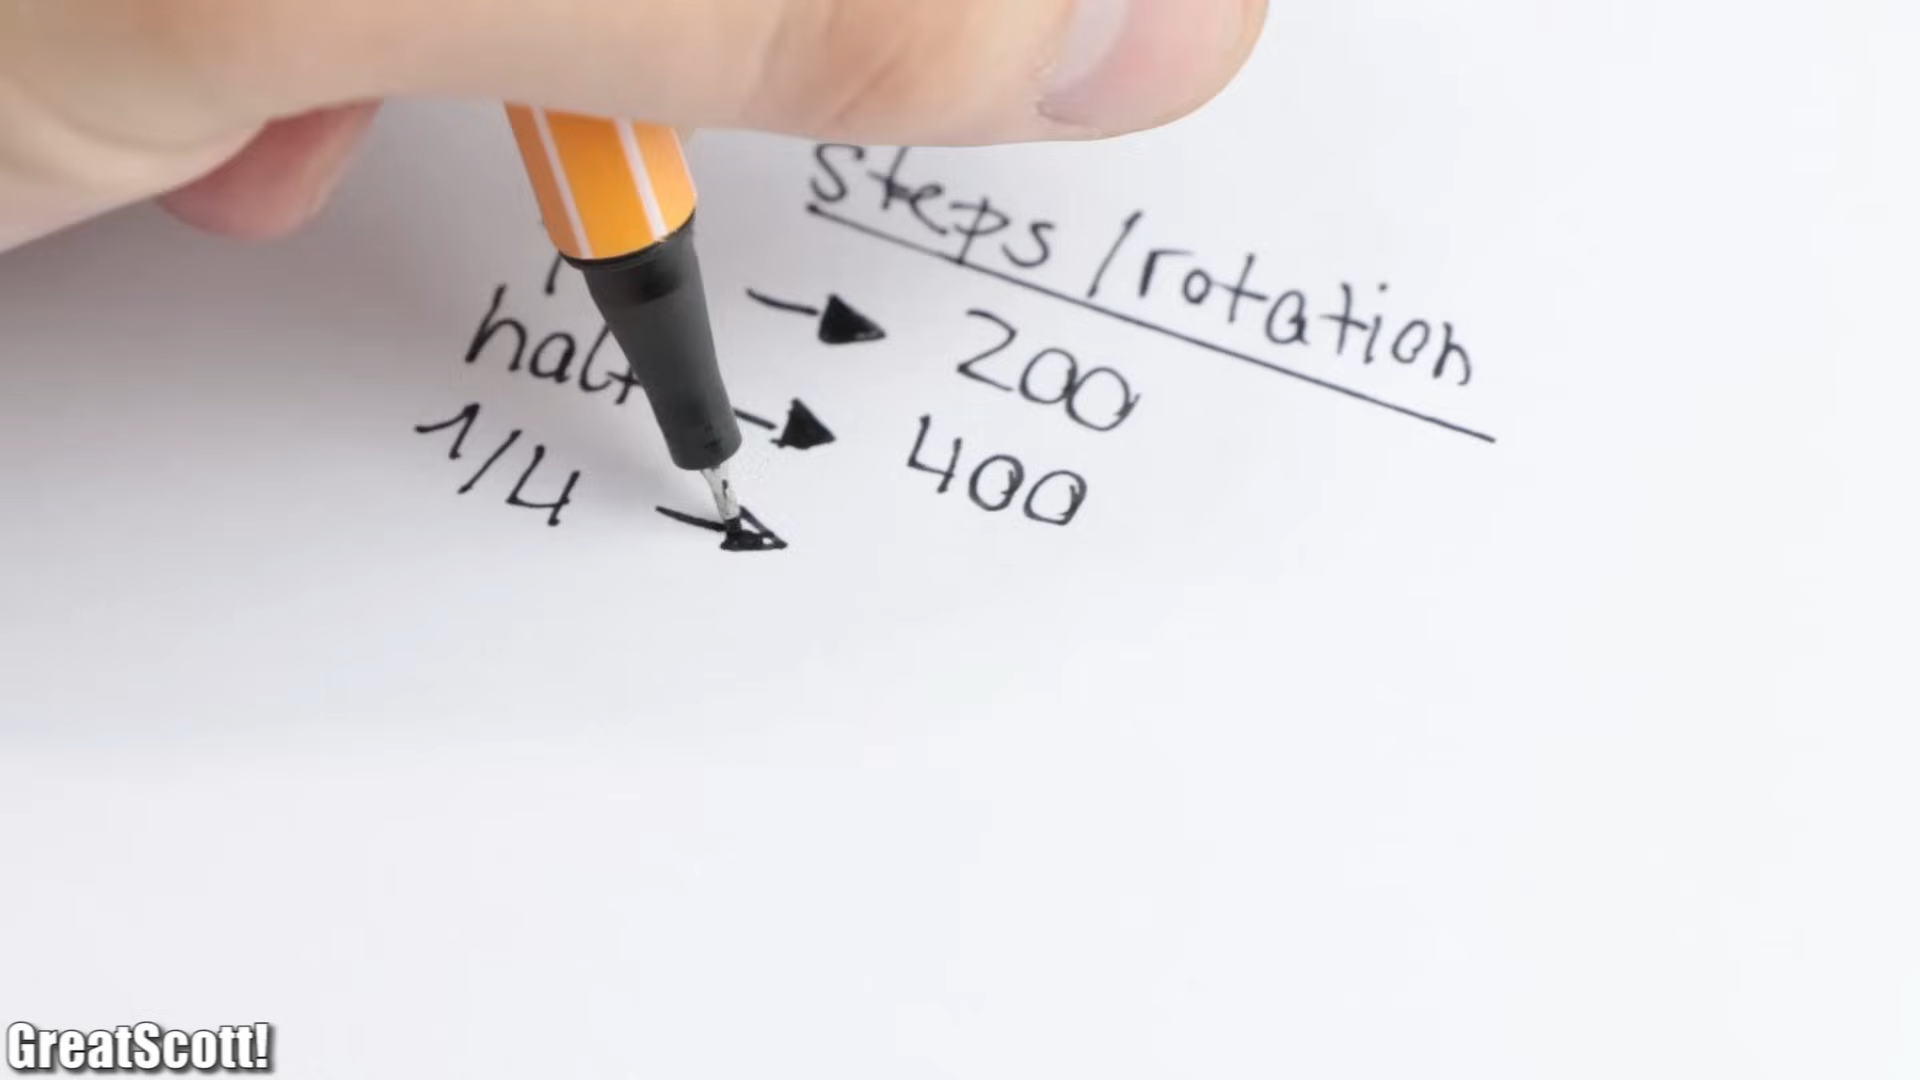 steps/rotation
→ 200
half → 400
1/4 →
GreatScott!